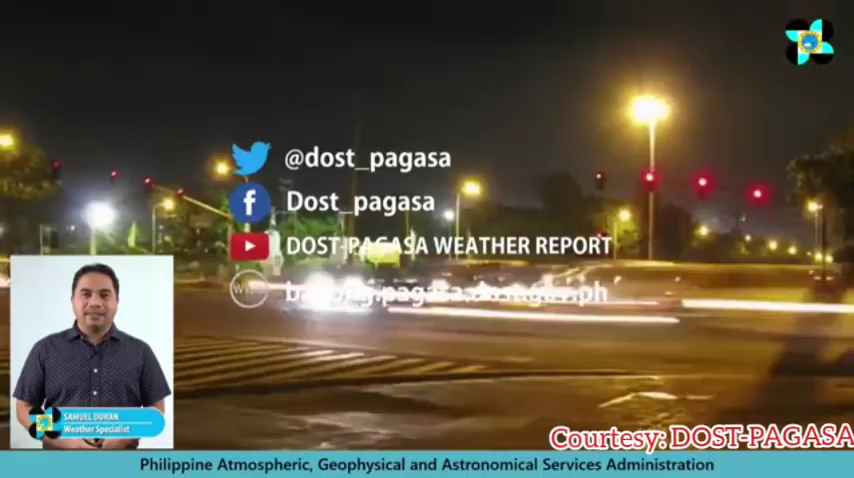 @dost_pagasa
Dost_pagasa
DOST-PAGASA WEATHER REPORT
SAMUEL DURAN
Weather Specialist
Courtesy: DOST-PAGASA
Philippine Atmospheric, Geophysical and Astronomical Services Administration